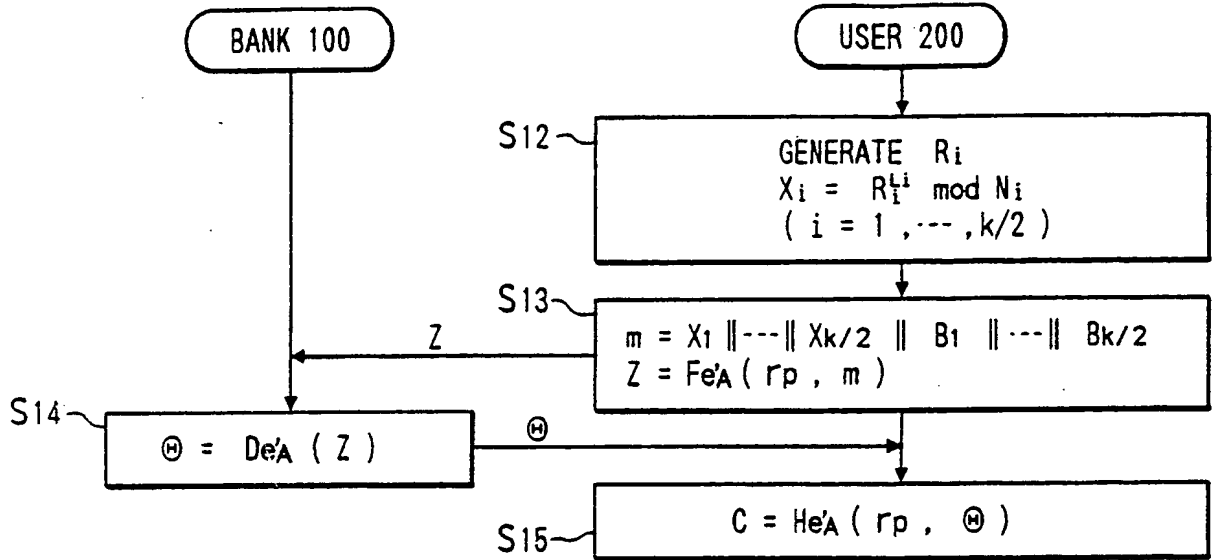 BANK 100
USER 200
S12
GENERATE Ri
Xi = Ri^Li mod Ni
( i = 1 ,---, k/2 )
S13
m = X1 ‖---‖ Xk/2 ‖ B1 ‖---‖ Bk/2
Z = Fe'A ( rp , m )
Z
S14
Θ = De'A ( Z )
Θ
S15
C = He'A ( rp , Θ )